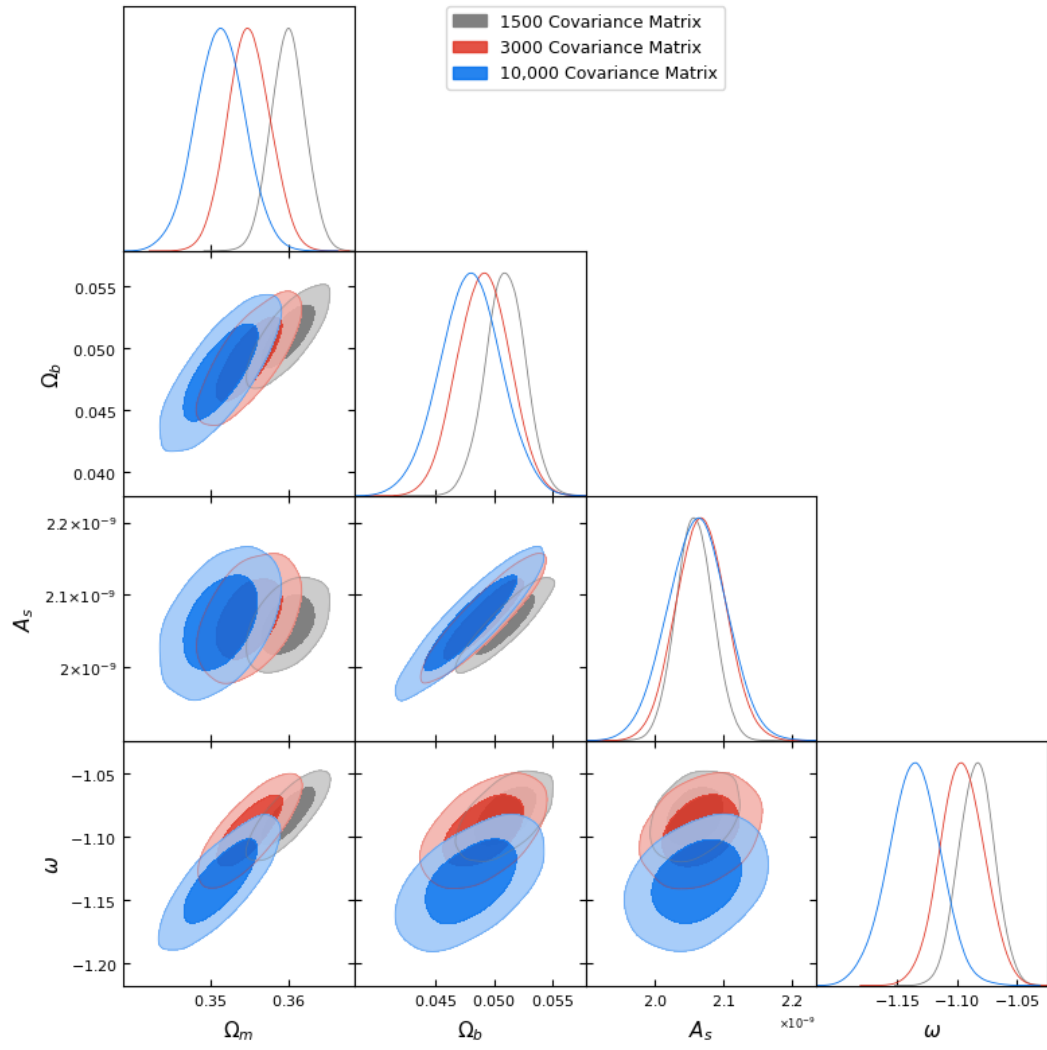 1500 Covariance Matrix
3000 Covariance Matrix
10,000 Covariance Matrix
0.055
0.050
0.045
0.040
Ω_b
2.2×10⁻⁹
2.1×10⁻⁹
2×10⁻⁹
A_s
−1.05
−1.10
−1.15
−1.20
ω
0.35 0.36
0.045 0.050 0.055
2.0 2.1 2.2
×10⁻⁹
−1.15 −1.10 −1.05
Ω_m Ω_b A_s ω